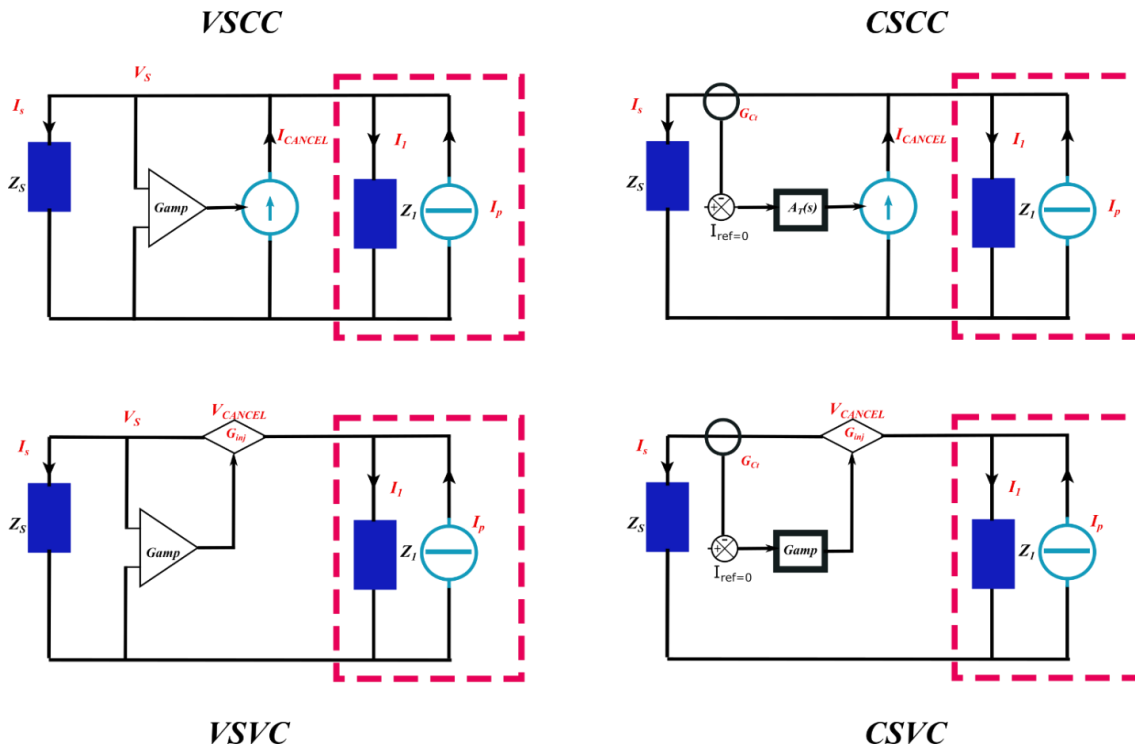 VSCC
V_S
I_s
I_CANCEL
I_1
Z_S
Gamp
Z_1
I_p
CSCC
I_s
G_Ct
I_CANCEL
I_1
Z_S
- +
A_T(s)
I_ref=0
Z_1
I_p
V_S
V_CANCEL
I_s
G_inj
I_1
Z_S
Gamp
Z_1
I_p
VSVC
V_CANCEL
I_s
G_Ct
G_inj
I_1
Z_S
- +
Gamp
I_ref=0
Z_1
I_p
CSVC